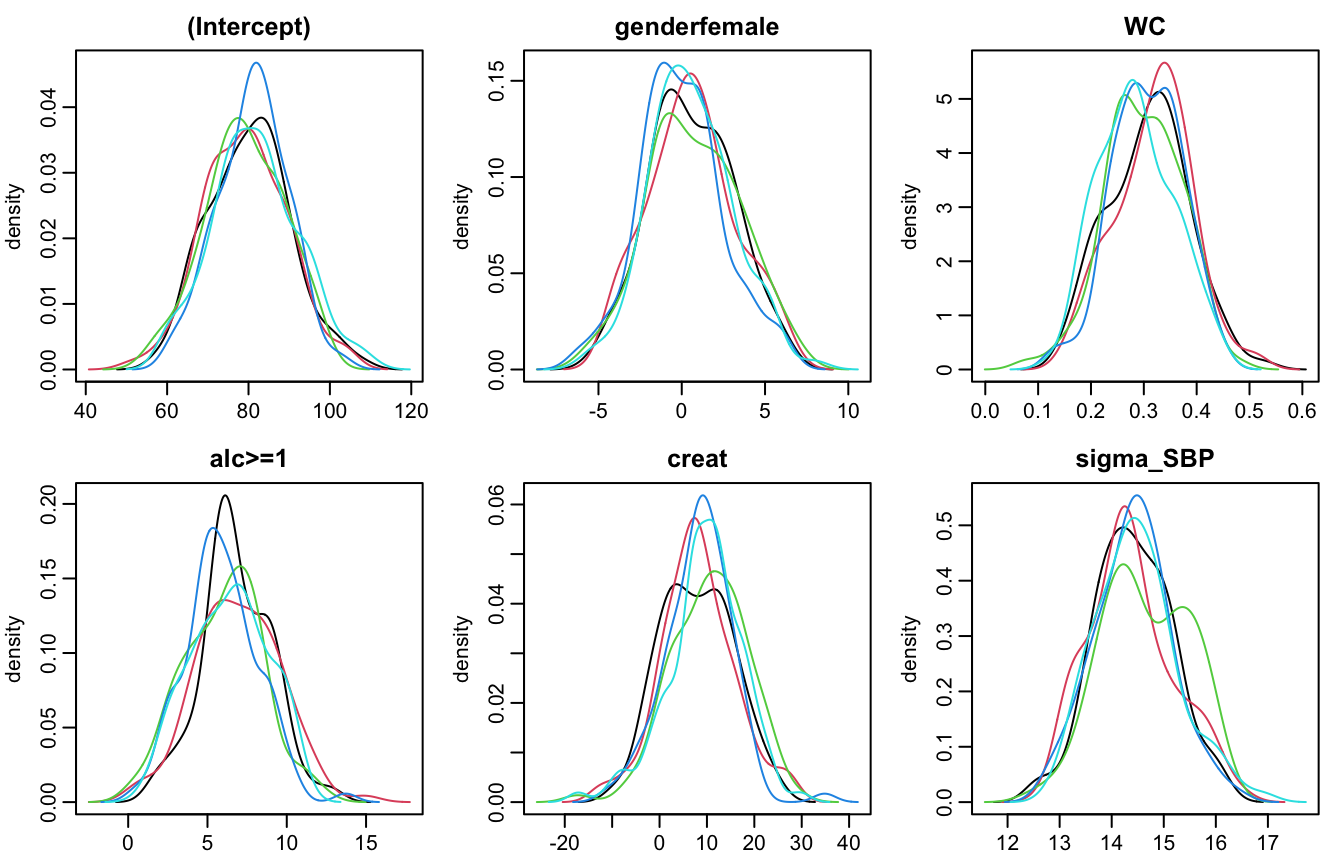 (Intercept)
density
0.00 0.01 0.02 0.03 0.04
40 60 80 100 120
genderfemale
density
0.00 0.05 0.10 0.15
-5 0 5 10
WC
density
0 1 2 3 4 5
0.0 0.1 0.2 0.3 0.4 0.5 0.6
alc>=1
density
0.00 0.05 0.10 0.15 0.20
0 5 10 15
creat
density
0.00 0.02 0.04 0.06
-20 0 10 20 30 40
sigma_SBP
density
0.0 0.1 0.2 0.3 0.4 0.5
12 13 14 15 16 17